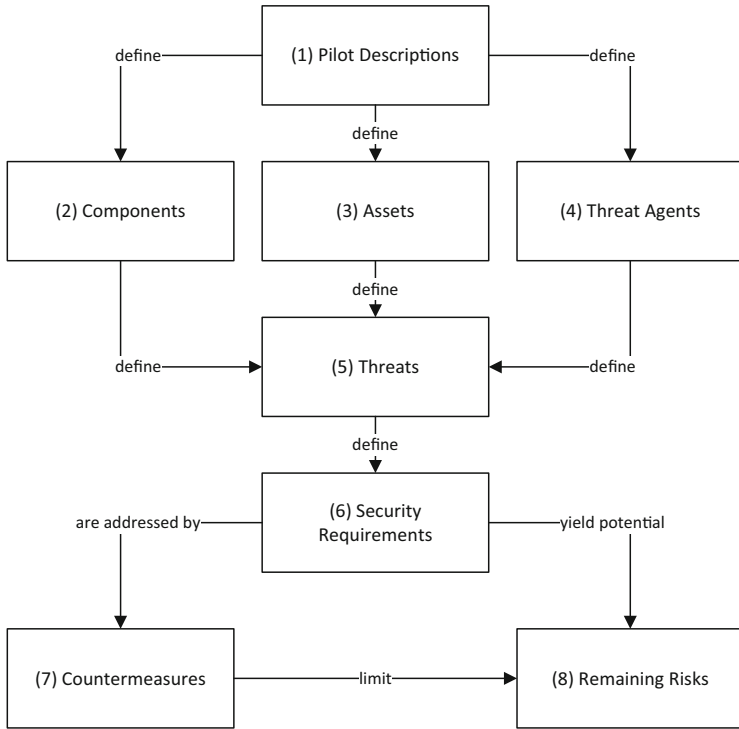 (1) Pilot Descriptions
define
define
define
(2) Components
(3) Assets
(4) Threat Agents
define
(5) Threats
define
define
define
(6) Security
Requirements
are addressed by
yield potential
(7) Countermeasures
limit
(8) Remaining Risks